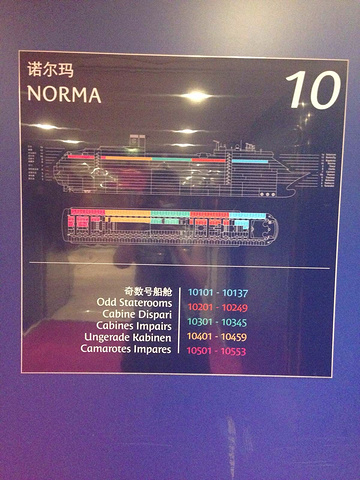 诺尔玛
NORMA
10
奇数号船舱
Odd Staterooms
Cabine Dispari
Cabines Impairs
Ungerade Kabinen
Camarotes Impares
10101 - 10137
10201 - 10249
10301 - 10345
10401 - 10459
10501 - 10553